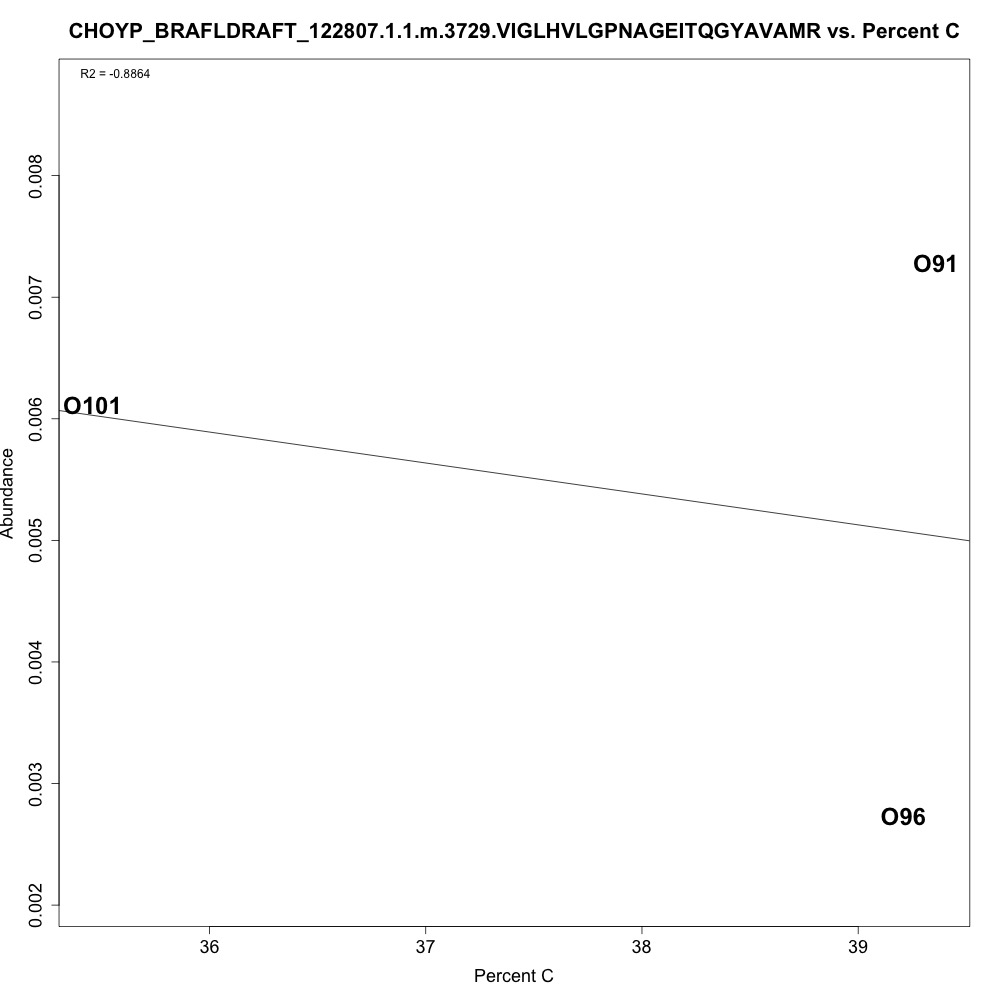 CHOYP_BRAFLDRAFT_122807.1.1.m.3729.VIGLHVLGPNAGEITQGYAVAMR vs. Percent C
R2 = -0.8864
0.008
O91
0.007
O101
0.006
Abundance
0.005
0.004
0.003
O96
0.002
36 37 38 39
Percent C